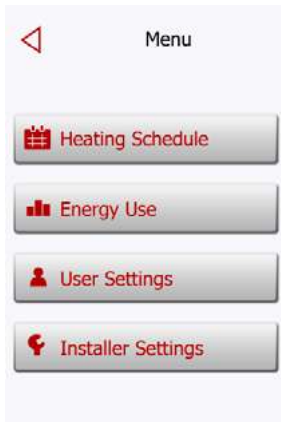 Menu
Heating Schedule
Energy Use
User Settings
Installer Settings